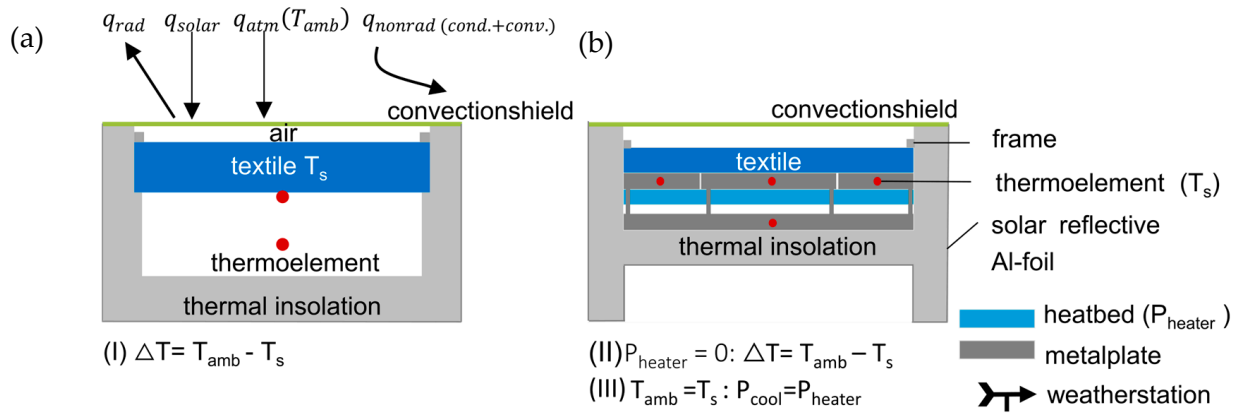 (a)
q_rad q_solar q_atm(T_amb) q_nonrad (cond.+conv.)
convectionshield
air
textile T_s
thermoelement
thermal insolation
(I) △T= T_amb - T_s
(b)
convectionshield
frame
textile
thermoelement (T_s)
solar reflective
Al-foil
thermal insolation
heatbed (P_heater )
metalplate
weatherstation
(II) P_heater = 0: △T= T_amb – T_s
(III) T_amb =T_s : P_cool=P_heater